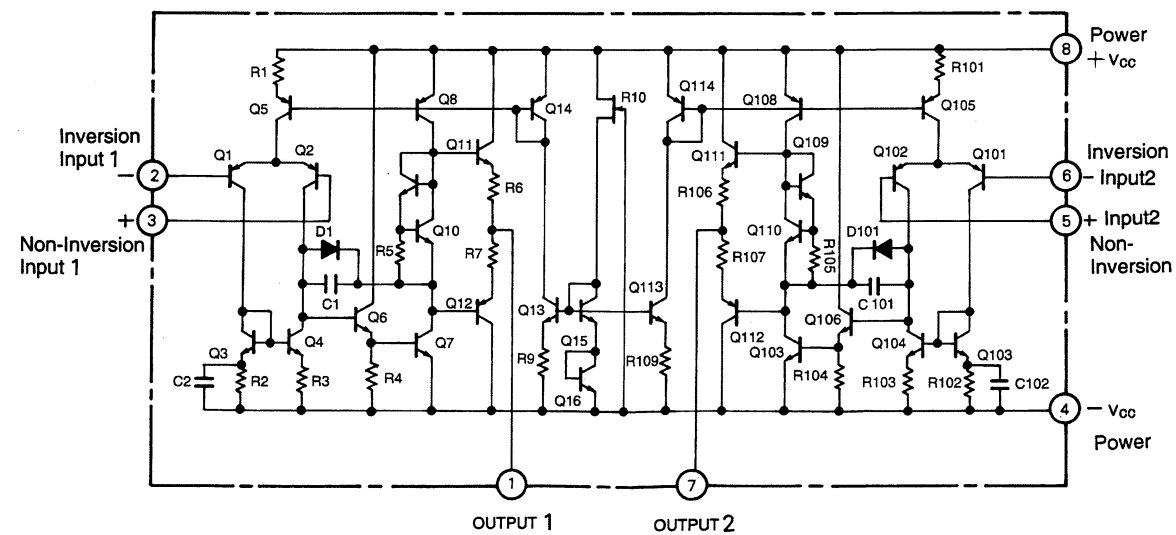 Power
+ Vcc
8
R1
R101
Q5
Q8
Q14
R10
Q114
Q108
Q105
Inversion
Input 1
−
2
Q1
Q2
Q11
Q111
Q109
Q102
Q101
6
Inversion
− Input2
+
3
R6
R106
5
+ Input2
Non-Inversion
Input 1
D1
Q10
R5
R7
Q110
R107
R105
D101
Non-
Inversion
C1
Q6
Q12
Q13
Q113
Q112
Q106
C 101
Q3
Q4
Q7
Q15
Q103
Q104
Q103
C2
R2
R3
R4
R9
Q16
R109
R104
R103
R102
C102
4
− Vcc
Power
1
7
OUTPUT 1
OUTPUT 2